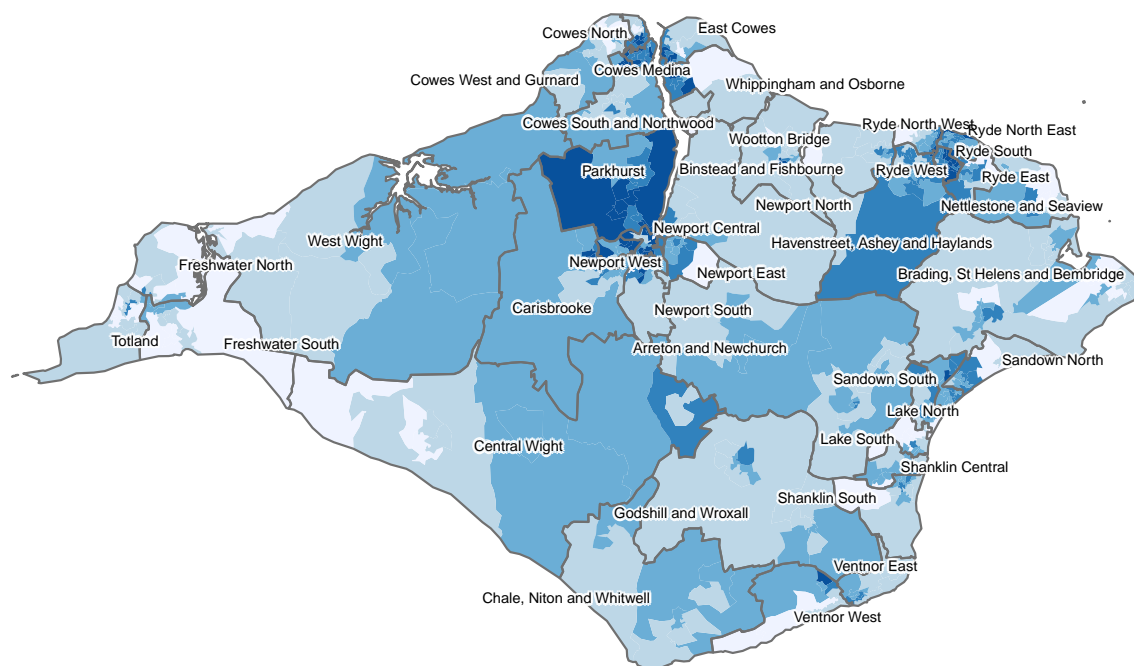 Cowes North
East Cowes
Cowes West and Gurnard
Cowes Medina
Whippingham and Osborne
Cowes South and Northwood
Wootton Bridge
Ryde North West
Ryde North East
Ryde South
Parkhurst
Binstead and Fishbourne
Ryde West
Ryde East
Newport North
Nettlestone and Seaview
West Wight
Newport Central
Havenstreet, Ashey and Haylands
Freshwater North
Newport West
Newport East
Brading, St Helens and Bembridge
Carisbrooke
Newport South
Totland
Freshwater South
Arreton and Newchurch
Sandown North
Sandown South
Lake North
Central Wight
Lake South
Shanklin Central
Shanklin South
Godshill and Wroxall
Ventnor East
Chale, Niton and Whitwell
Ventnor West